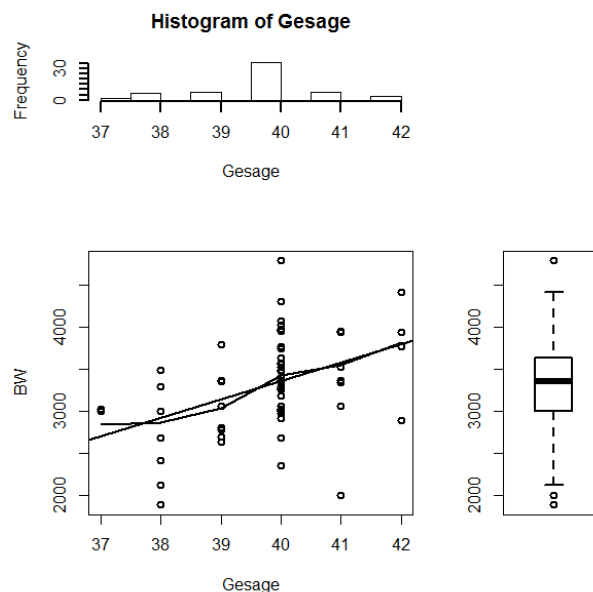 Histogram of Gesage
Frequency
0 30
37 38 39 40 41 42
Gesage
BW
2000 3000 4000
37 38 39 40 41 42
Gesage
2000 3000 4000